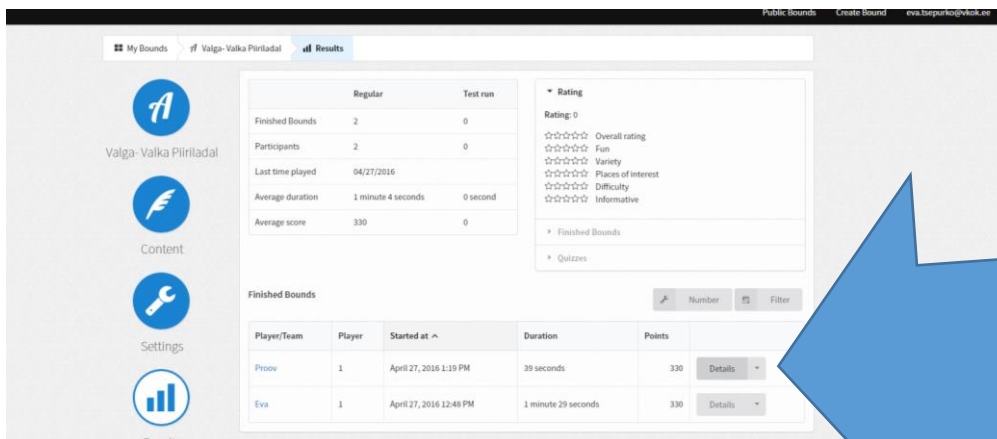 Public Bounds Create Bound eva.tsepurko@vkok.ee
My Bounds Valga-Valka Piiriladal Results
Valga- Valka Piiriladal
Content
Settings
Regular Test run
Finished Bounds 2 0
Participants 2 0
Last time played 04/27/2016
Average duration 1 minute 4 seconds 0 second
Average score 330 0
Rating
Rating: 0
Overall rating
Fun
Variety
Places of interest
Difficulty
Informative
Finished Bounds
Quizzes
Finished Bounds
Number Filter
Player/Team Player Started at Duration Points
Proov 1 April 27, 2016 1:19 PM 39 seconds 330 Details
Eva 1 April 27, 2016 12:48 PM 1 minute 29 seconds 330 Details